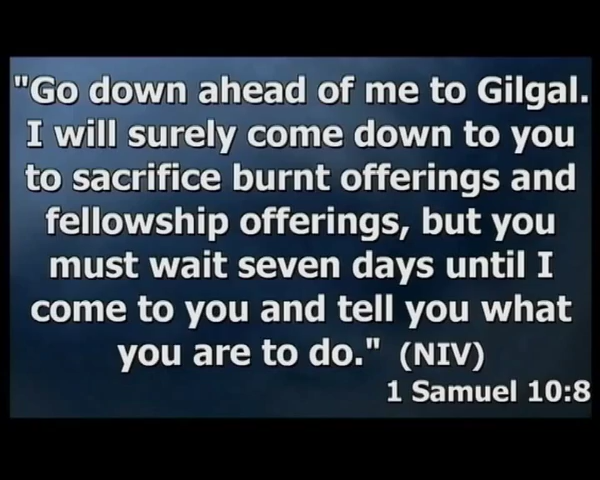 "Go down ahead of me to Gilgal.
I will surely come down to you
to sacrifice burnt offerings and
fellowship offerings, but you
must wait seven days until I
come to you and tell you what
you are to do." (NIV)
1 Samuel 10:8